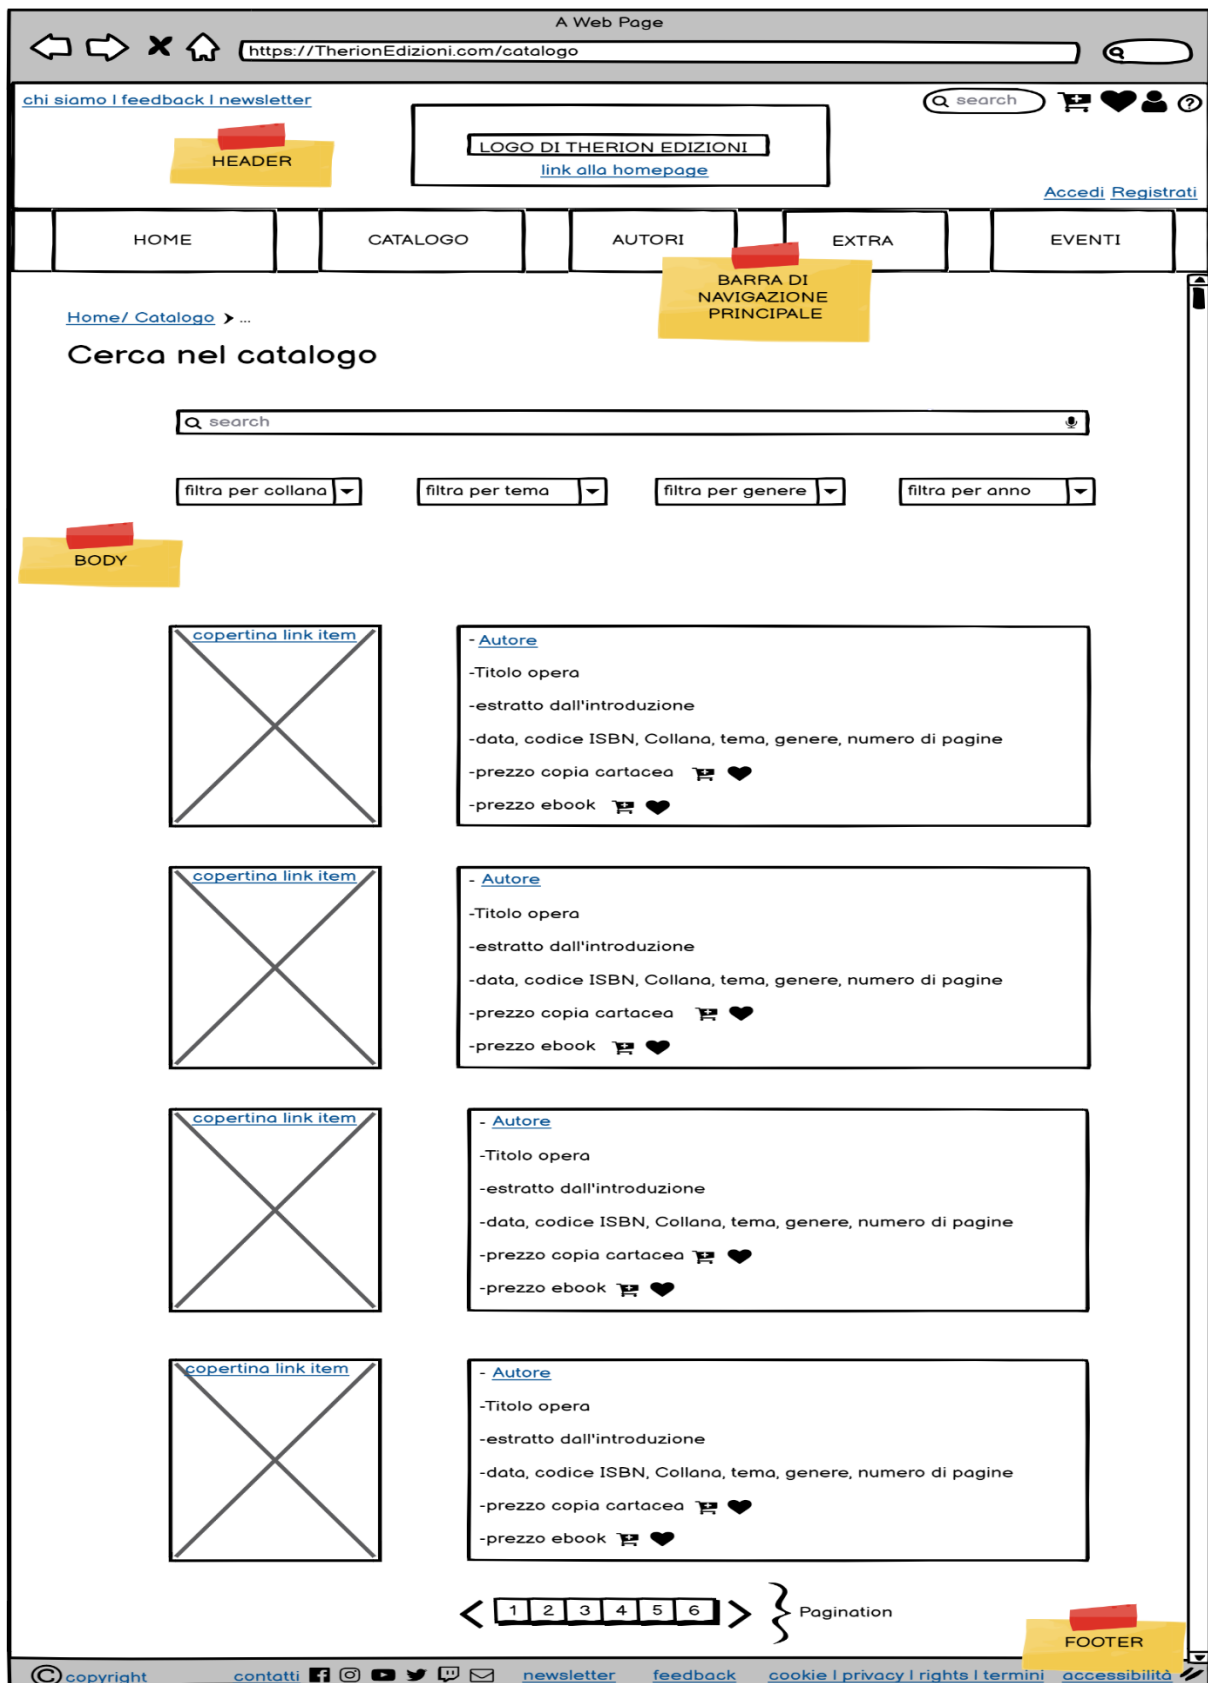 A Web Page
https://TherionEdizioni.com/catalogo
chi siamo | feedback | newsletter
search
HEADER
LOGO DI THERION EDIZIONI
link alla homepage
Accedi Registrati
HOME CATALOGO AUTORI EXTRA EVENTI
BARRA DI
NAVIGAZIONE
PRINCIPALE
Home/ Catalogo > ...
Cerca nel catalogo
search
filtra per collana filtra per tema filtra per genere filtra per anno
BODY
copertina link item
- Autore
-Titolo opera
-estratto dall'introduzione
-data, codice ISBN, Collana, tema, genere, numero di pagine
-prezzo copia cartacea
-prezzo ebook
copertina link item
- Autore
-Titolo opera
-estratto dall'introduzione
-data, codice ISBN, Collana, tema, genere, numero di pagine
-prezzo copia cartacea
-prezzo ebook
copertina link item
- Autore
-Titolo opera
-estratto dall'introduzione
-data, codice ISBN, Collana, tema, genere, numero di pagine
-prezzo copia cartacea
-prezzo ebook
copertina link item
- Autore
-Titolo opera
-estratto dall'introduzione
-data, codice ISBN, Collana, tema, genere, numero di pagine
-prezzo copia cartacea
-prezzo ebook
< 1 2 3 4 5 6 > Pagination
FOOTER
© copyright contatti newsletter feedback cookie | privacy | rights | termini accessibilità